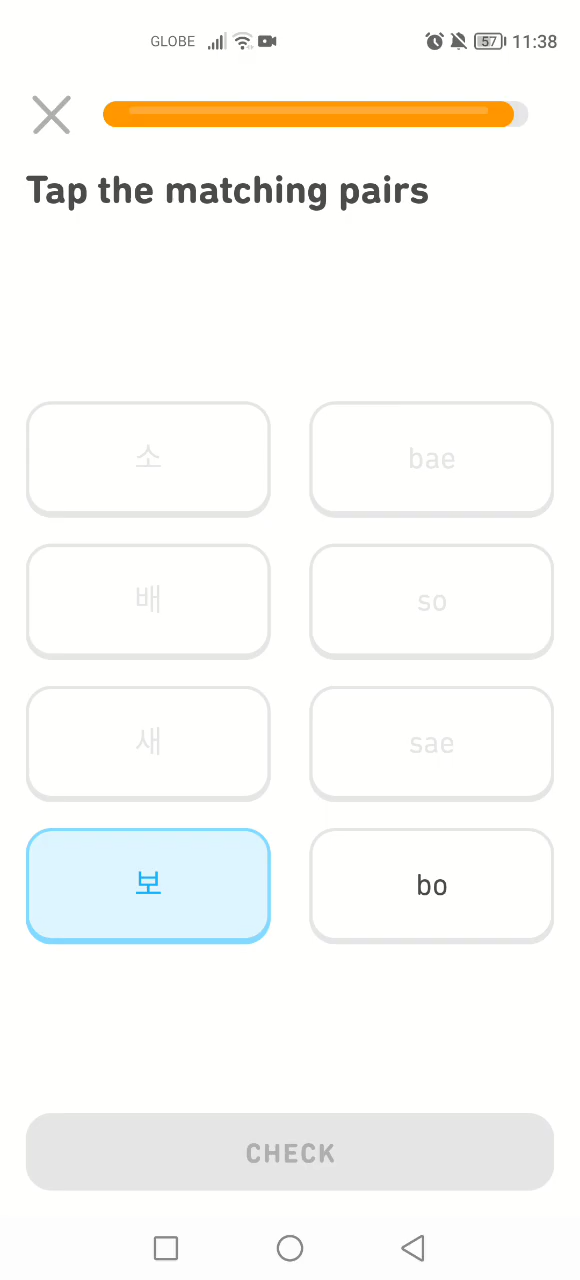 GLOBE 57 11:38
Tap the matching pairs
소 bae
배 so
새 sae
보 bo
CHECK